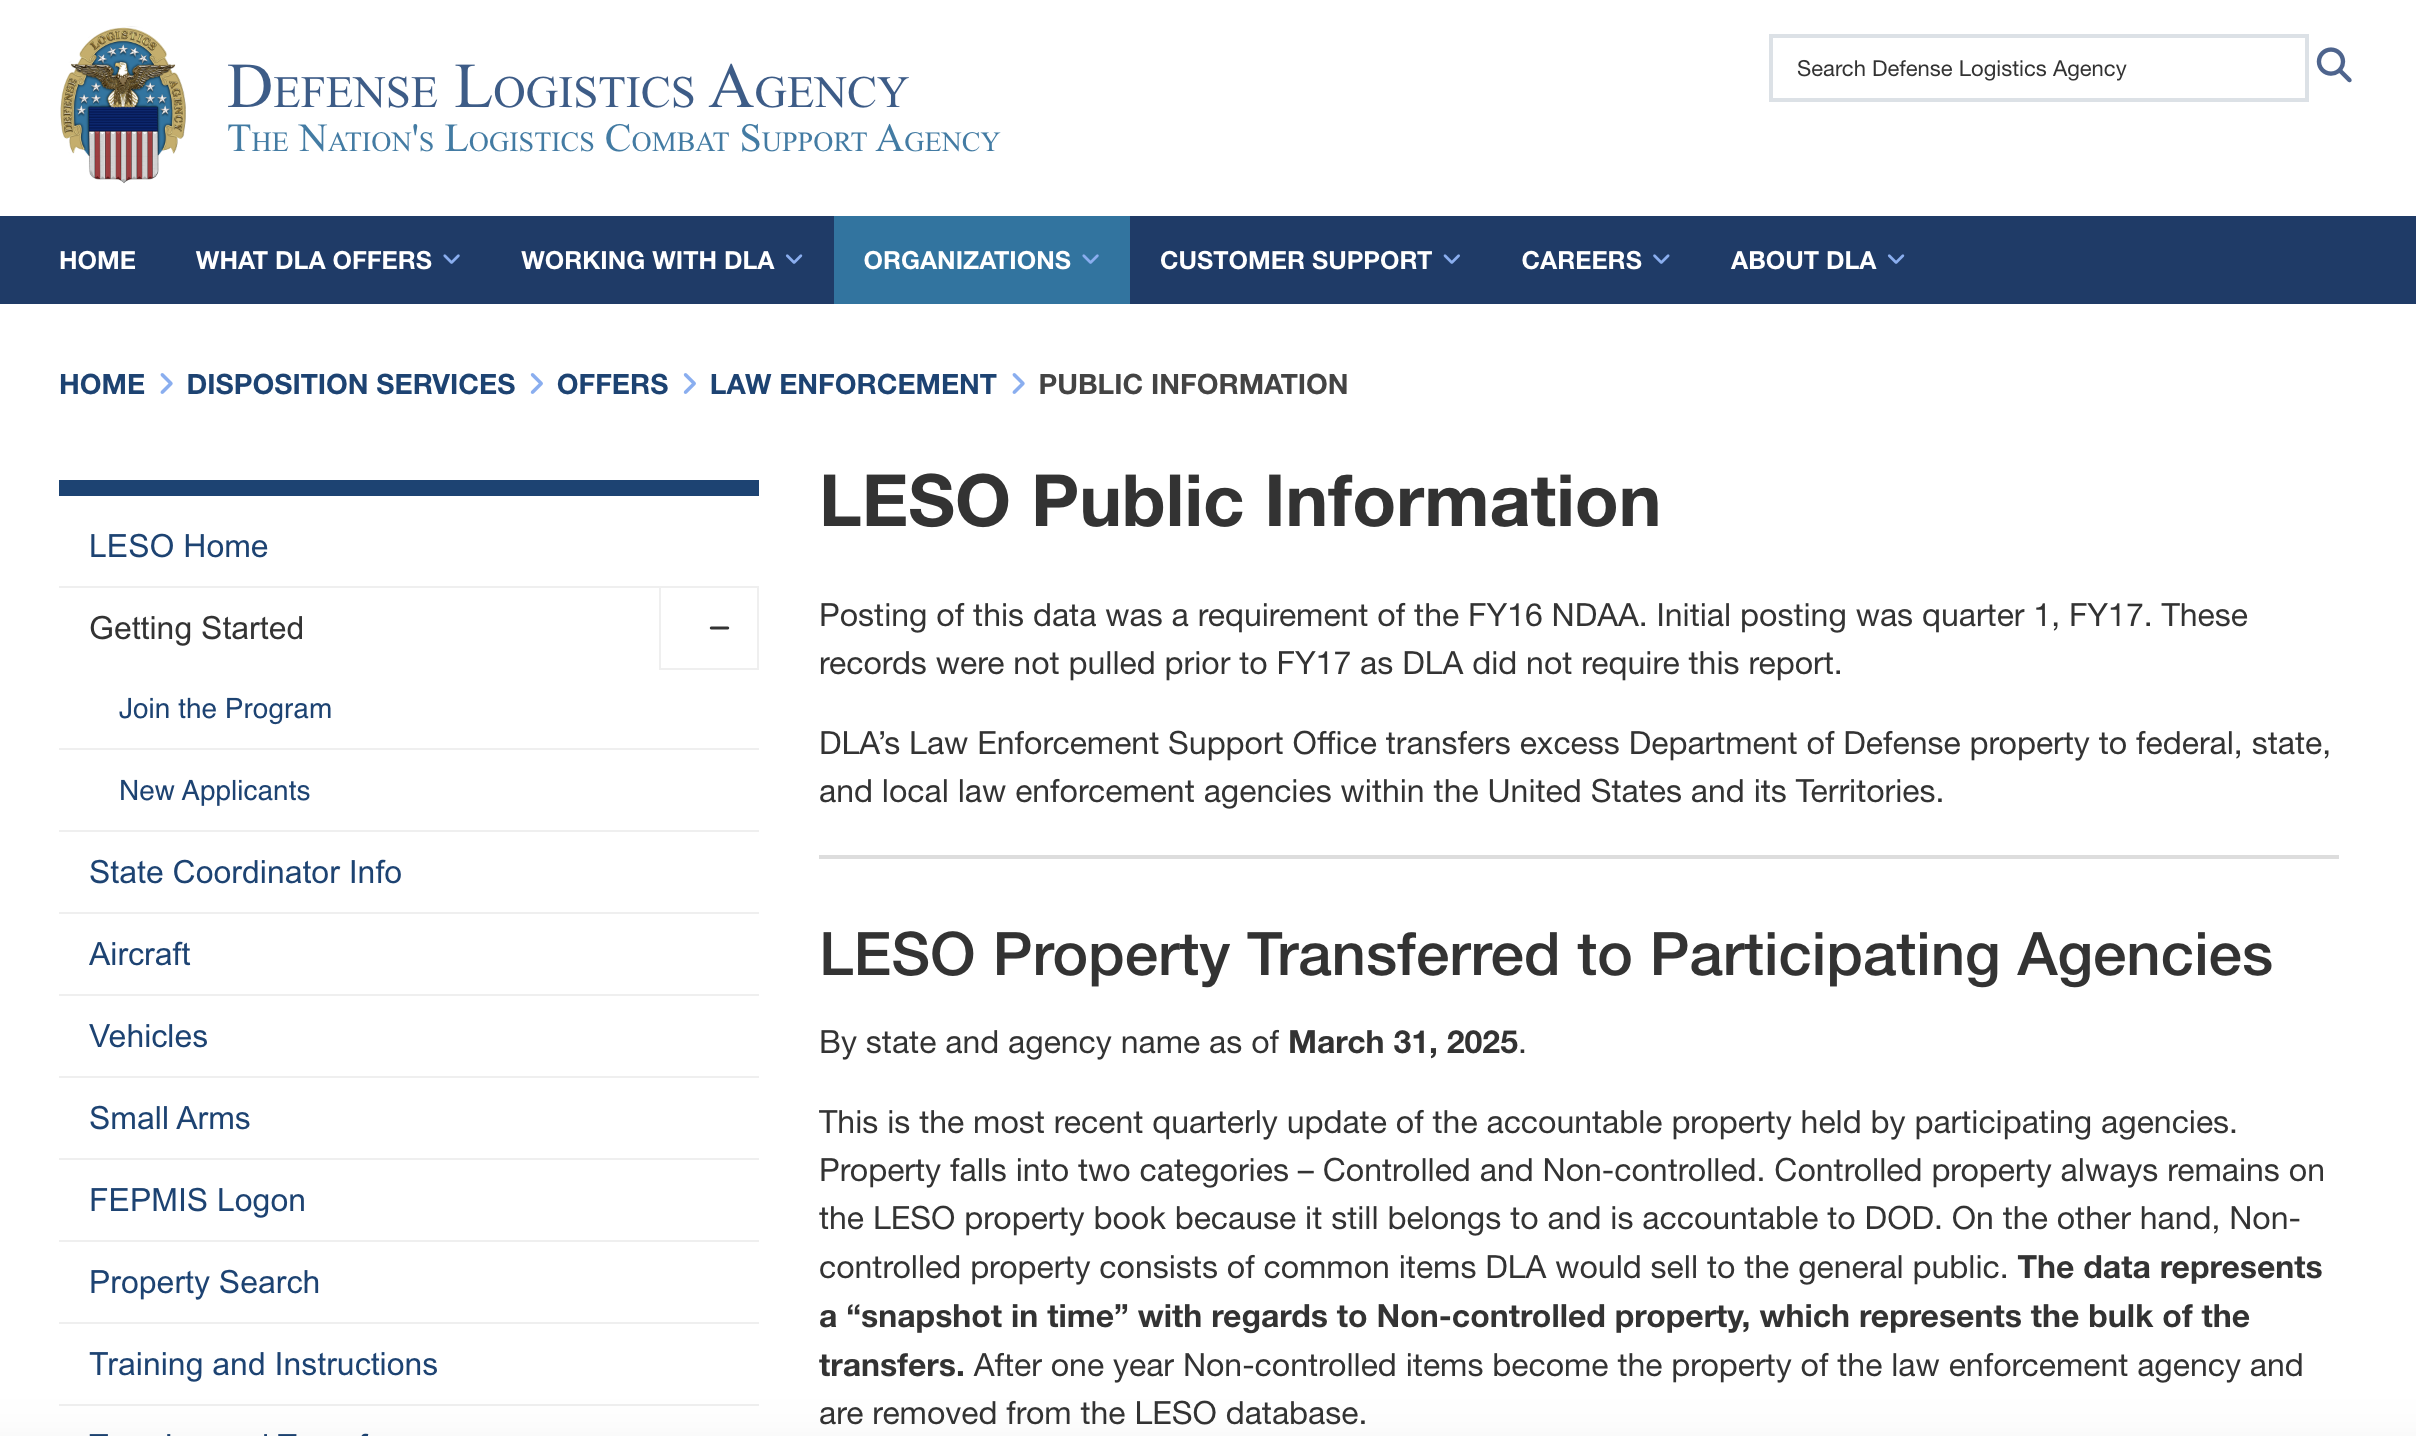 LOGISTICS
DEFENSE
AGENCY
DEFENSE LOGISTICS AGENCY
THE NATION'S LOGISTICS COMBAT SUPPORT AGENCY
Search Defense Logistics Agency
HOME WHAT DLA OFFERS WORKING WITH DLA ORGANIZATIONS CUSTOMER SUPPORT CAREERS ABOUT DLA
HOME DISPOSITION SERVICES OFFERS LAW ENFORCEMENT PUBLIC INFORMATION
LESO Home
Getting Started
Join the Program
New Applicants
State Coordinator Info
Aircraft
Vehicles
Small Arms
FEPMIS Logon
Property Search
Training and Instructions
LESO Public Information
Posting of this data was a requirement of the FY16 NDAA. Initial posting was quarter 1, FY17. These
records were not pulled prior to FY17 as DLA did not require this report.
DLA’s Law Enforcement Support Office transfers excess Department of Defense property to federal, state,
and local law enforcement agencies within the United States and its Territories.
LESO Property Transferred to Participating Agencies
By state and agency name as of March 31, 2025.
This is the most recent quarterly update of the accountable property held by participating agencies.
Property falls into two categories – Controlled and Non-controlled. Controlled property always remains on
the LESO property book because it still belongs to and is accountable to DOD. On the other hand, Non-
controlled property consists of common items DLA would sell to the general public. The data represents
a “snapshot in time” with regards to Non-controlled property, which represents the bulk of the
transfers. After one year Non-controlled items become the property of the law enforcement agency and
are removed from the LESO database.